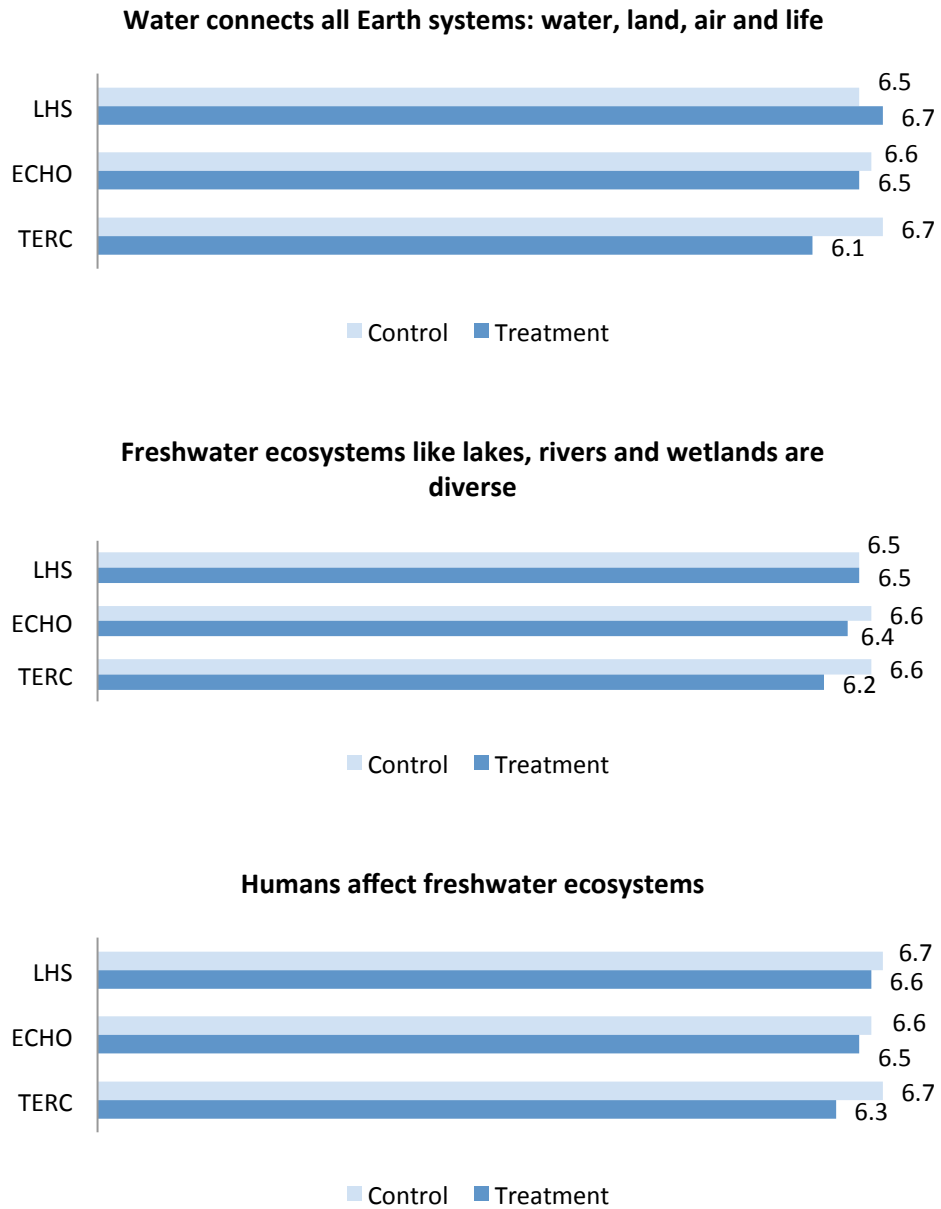 Water connects all Earth systems: water, land, air and life
6.5
LHS
6.7
6.6
ECHO
6.5
6.7
TERC
6.1
Control Treatment
Freshwater ecosystems like lakes, rivers and wetlands are
diverse
6.5
LHS
6.5
6.6
ECHO
6.4
6.6
TERC
6.2
Control Treatment
Humans affect freshwater ecosystems
6.7
LHS
6.6
6.6
ECHO
6.5
6.7
TERC
6.3
Control Treatment